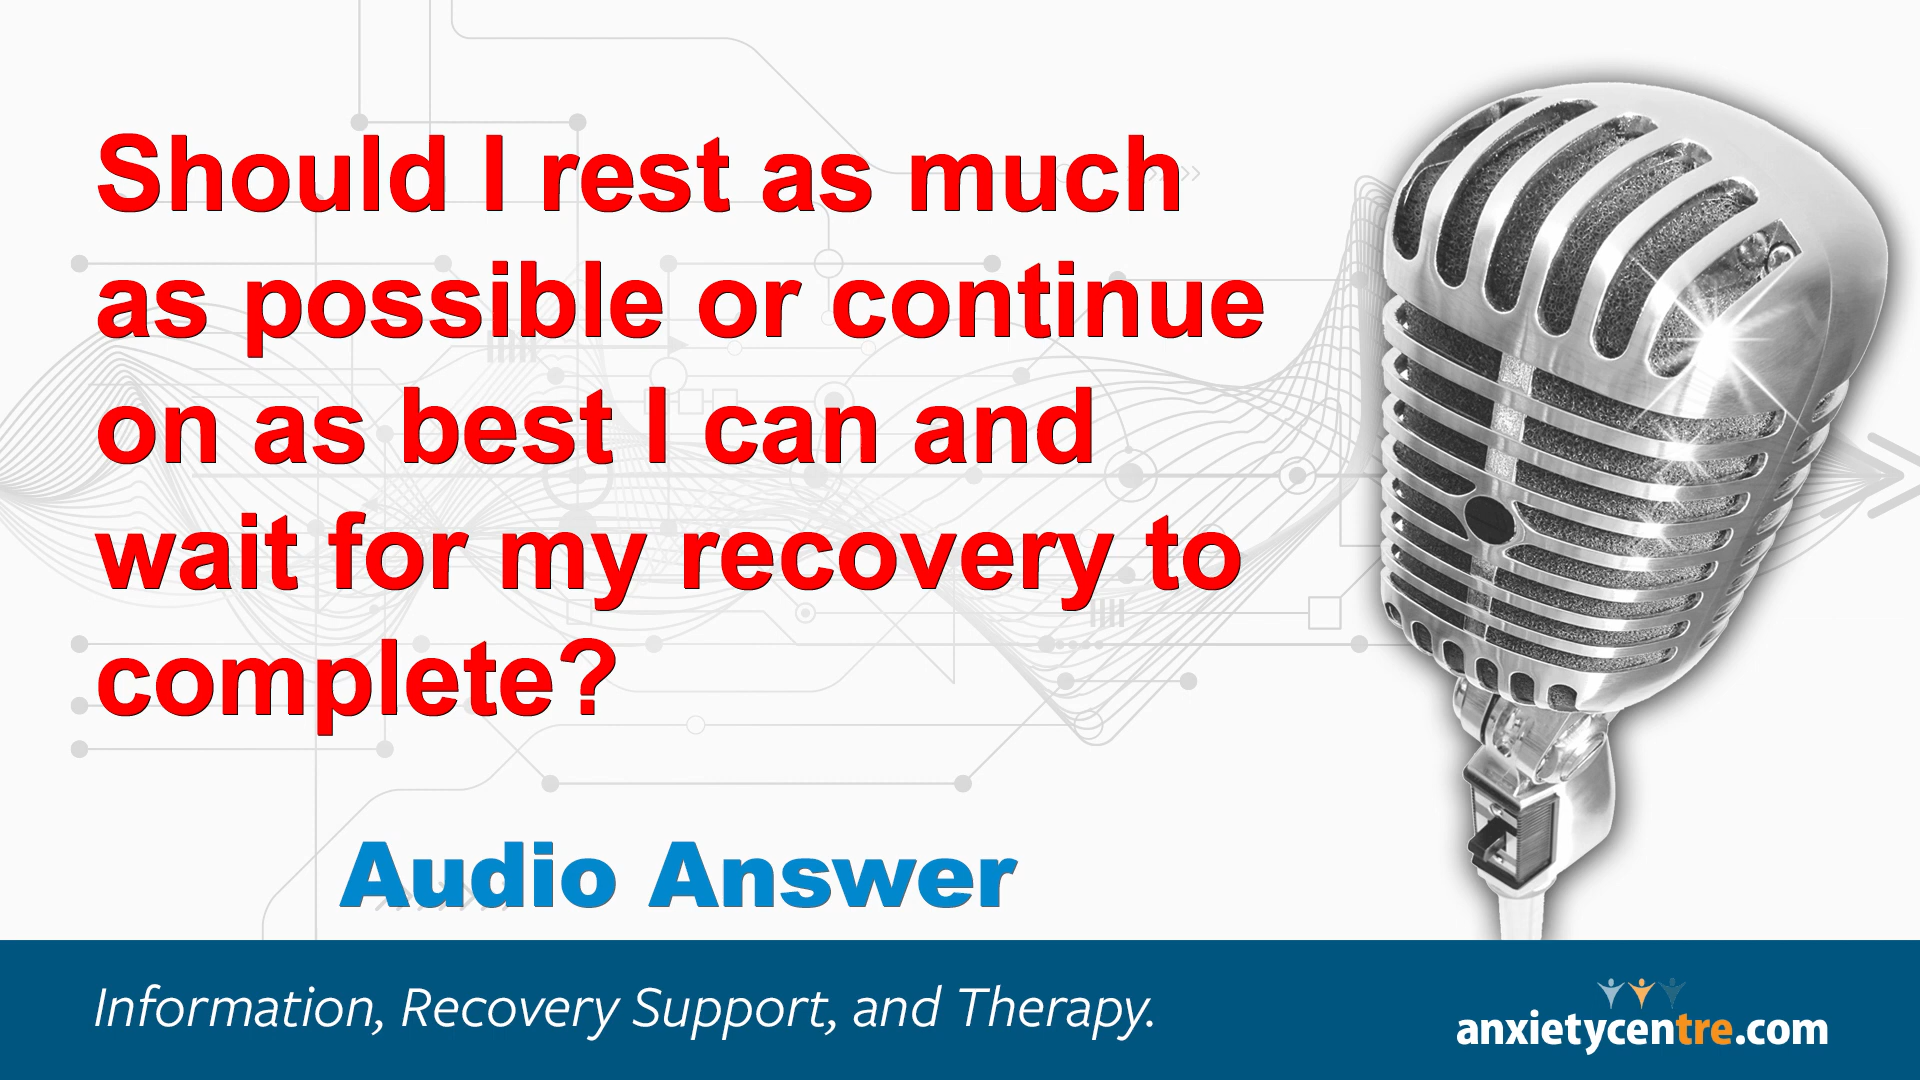 Should I rest as much
as possible or continue
on as best I can and
wait for my recovery to
complete?
Audio Answer
Information, Recovery Support, and Therapy.
anxietycentre.com